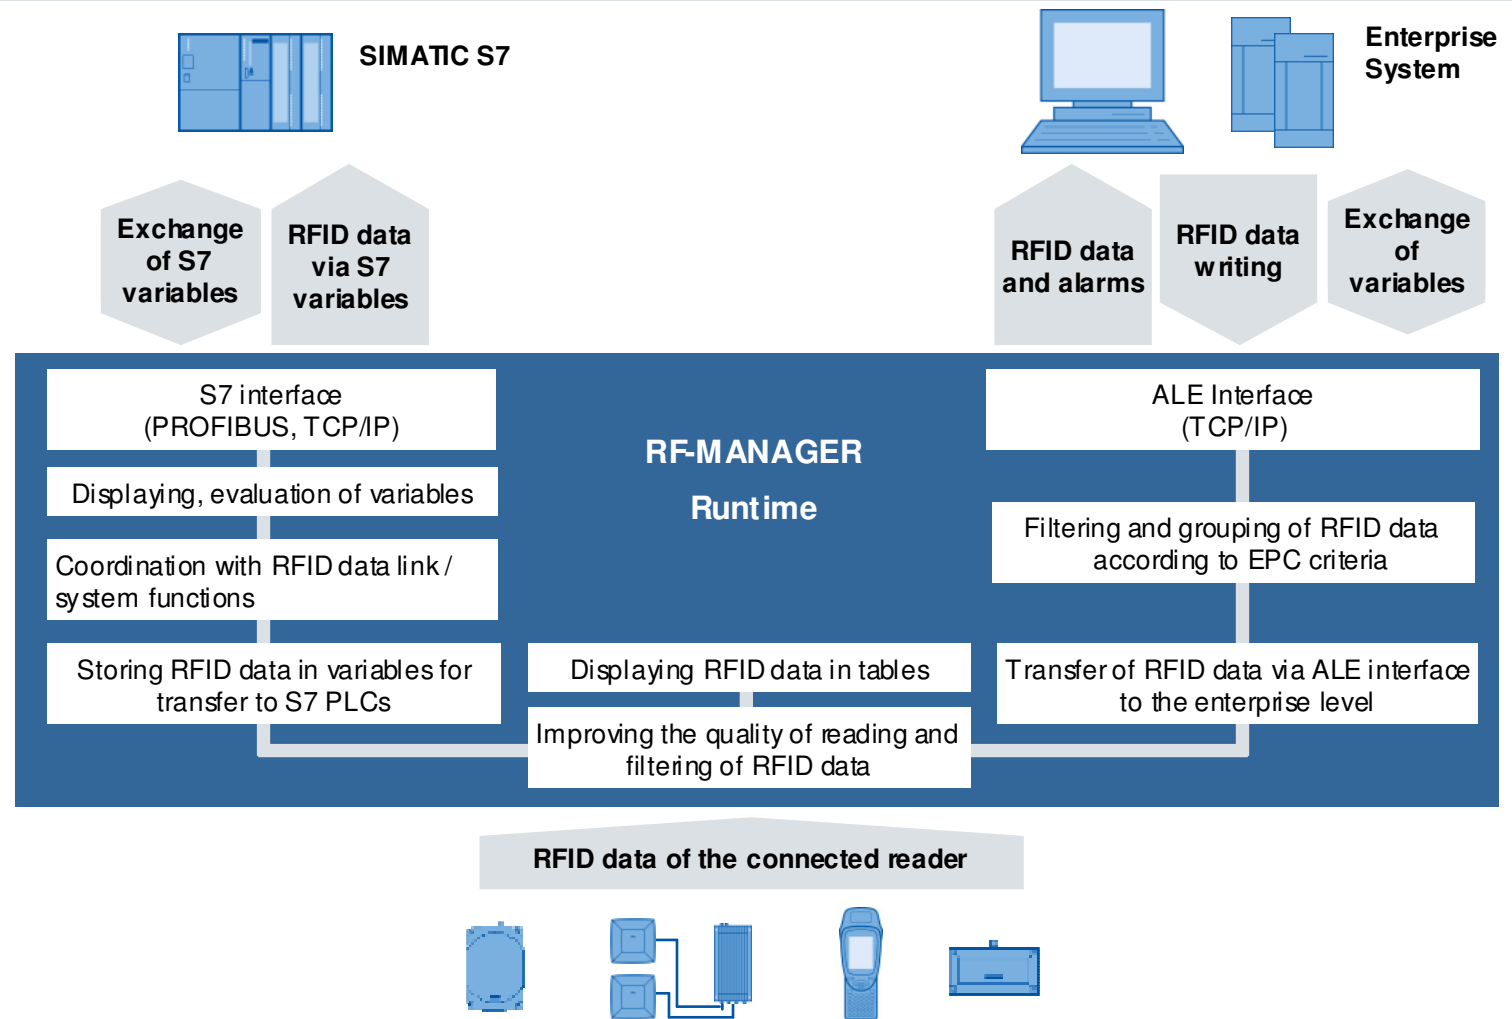 SIMATIC S7
Enterprise
System
Exchange
of S7
variables
RFID data
via S7
variables
RFID data
and alarms
RFID data
writing
Exchange
of
variables
S7 interface
(PROFIBUS, TCP/IP)
Displaying, evaluation of variables
Coordination with RFID data link /
system functions
Storing RFID data in variables for
transfer to S7 PLCs
RF-MANAGER
Runtime
Displaying RFID data in tables
Improving the quality of reading and
filtering of RFID data
ALE Interface
(TCP/IP)
Filtering and grouping of RFID data
according to EPC criteria
Transfer of RFID data via ALE interface
to the enterprise level
RFID data of the connected reader